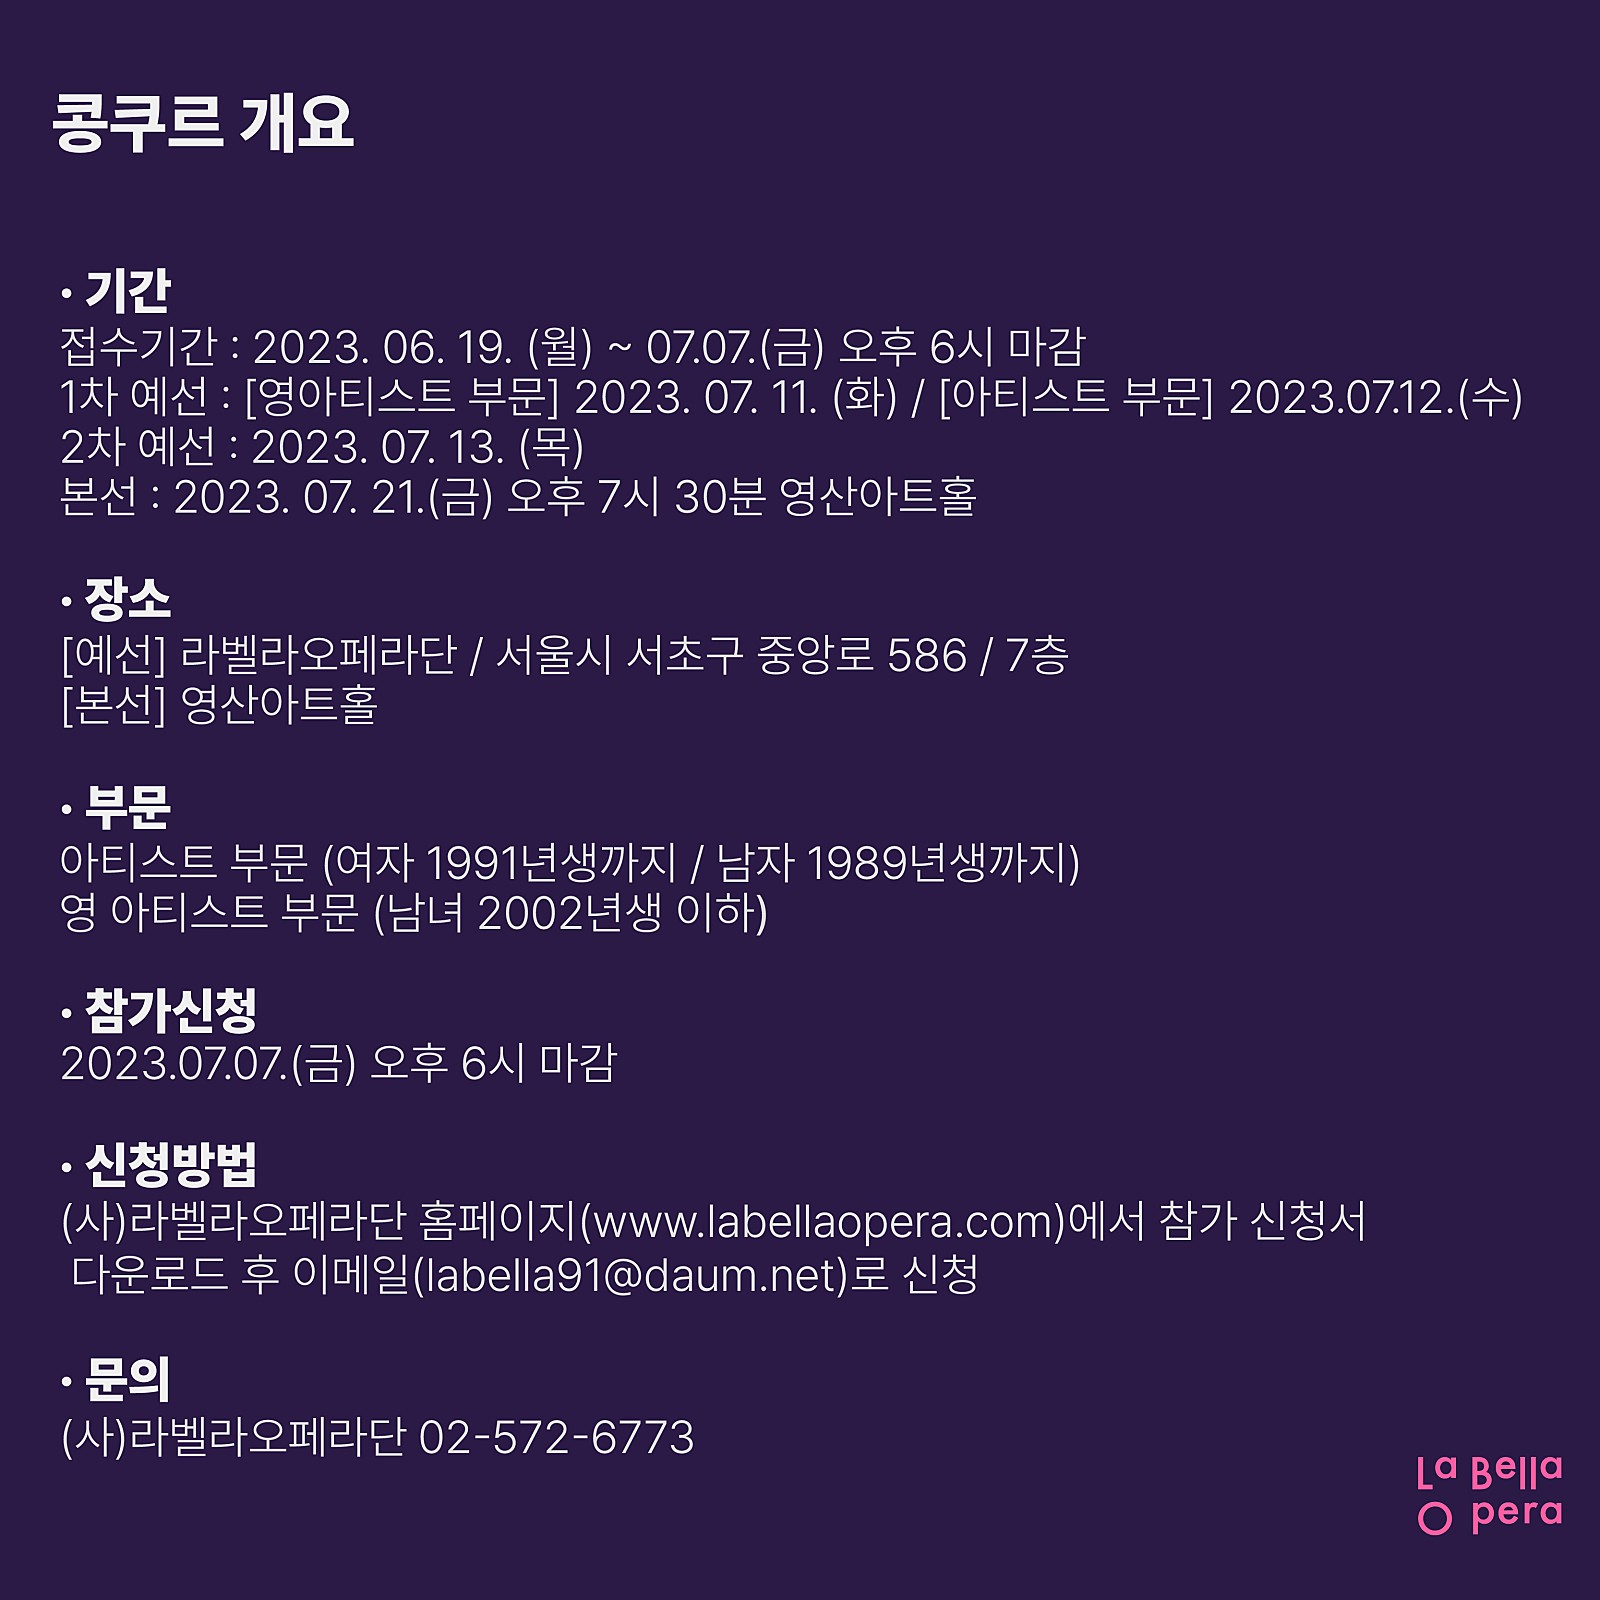 콩쿠르 개요
· 기간
접수기간 : 2023. 06. 19. (월) ~ 07.07.(금) 오후 6시 마감
1차 예선 : [영아티스트 부문] 2023. 07. 11. (화) / [아티스트 부문] 2023.07.12.(수)
2차 예선 : 2023. 07. 13. (목)
본선 : 2023. 07. 21.(금) 오후 7시 30분 영산아트홀
· 장소
[예선] 라벨라오페라단 / 서울시 서초구 중앙로 586 / 7층
[본선] 영산아트홀
· 부문
아티스트 부문 (여자 1991년생까지 / 남자 1989년생까지)
영 아티스트 부문 (남녀 2002년생 이하)
· 참가신청
2023.07.07.(금) 오후 6시 마감
· 신청방법
(사)라벨라오페라단 홈페이지(www.labellaopera.com)에서 참가 신청서
다운로드 후 이메일(labella91@daum.net)로 신청
· 문의
(사)라벨라오페라단 02-572-6773
La Bella
Opera